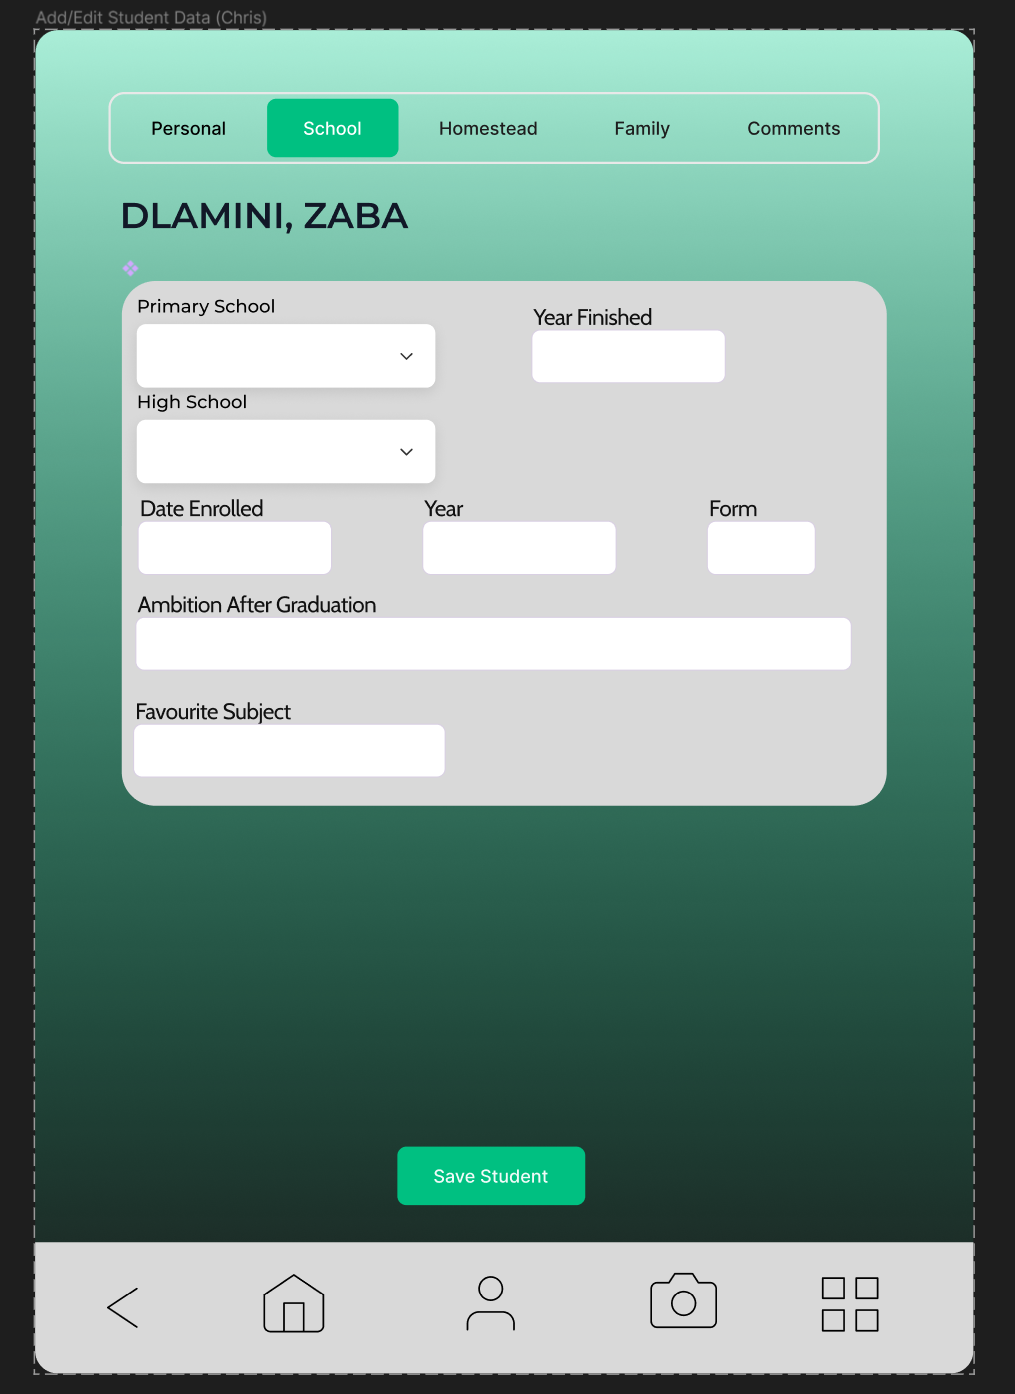 Add/Edit Student Data (Chris)
Personal School Homestead Family Comments
DLAMINI, ZABA
Primary School
Year Finished
High School
Date Enrolled Year Form
Ambition After Graduation
Favourite Subject
Save Student